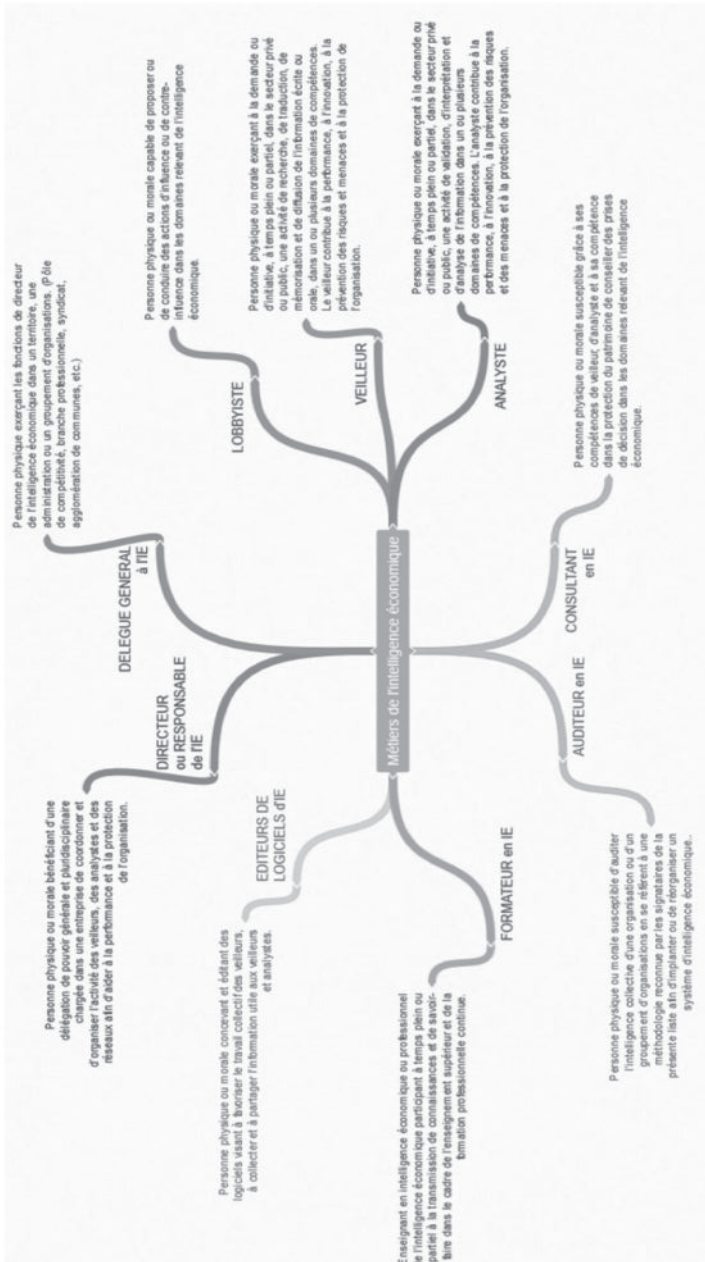 Métiers de l'intelligence économique
DELEGUE GENERAL
à l'IE
Personne physique exerçant les fonctions de directeur
de l'intelligence économique dans un territoire, une
administration ou un groupement d'organisations. (Pôle
de compétitivité, branche professionnelle, syndicat,
agglomération de communes, etc.)
LOBBYISTE
Personne physique ou morale capable de proposer ou
de conduire des actions d'influence ou de contre-
influence dans les domaines relevant de l'intelligence
économique.
VEILLEUR
Personne physique ou morale exerçant à la demande ou
d'initiative, à temps plein ou partiel, dans le secteur privé
ou public, une activité de recherche, de traduction, de
mémorisation et de diffusion de l'information écrite ou
orale, dans un ou plusieurs domaines de compétences.
Le veilleur contribue à la performance, à l'innovation, à la
prévention des risques et menaces et à la protection de
l'organisation.
ANALYSTE
Personne physique ou morale exerçant à la demande ou
d'initiative, à temps plein ou partiel, dans le secteur privé
ou public, une activité de validation, d'interprétation et
d'analyse de l'information dans un ou plusieurs
domaines de compétences. L'analyste contribue à la
performance, à l'innovation, à la prévention des risques
et des menaces et à la protection de l'organisation.
CONSULTANT
en IE
Personne physique ou morale susceptible grâce à ses
compétences de veilleur, d'analyste et à sa compétence
dans la protection du patrimoine de conseiller des prises
de décision dans les domaines relevant de l'intelligence
économique.
DIRECTEUR
ou RESPONSABLE
de l'IE
Personne physique ou morale bénéficiant d'une
délégation de pouvoir générale et pluridisciplinaire
chargée dans une entreprise de coordonner et
d'organiser l'activité des veilleurs, des analystes et des
réseaux afin d'aider à la performance et à la protection
de l'organisation.
EDITEURS DE
LOGICIELS d'IE
Personne physique ou morale concevant et éditant des
logiciels visant à favoriser le travail collectif des veilleurs,
à collecter et à partager l'information utile aux veilleurs
et analystes.
FORMATEUR en IE
Enseignant en intelligence économique ou professionnel
de l'intelligence économique participant à temps plein ou
partiel à la transmission de connaissances et de savoir-
faire dans le cadre de l'enseignement supérieur et de la
formation professionnelle continue.
AUDITEUR en IE
Personne physique ou morale susceptible d'auditer
l'intelligence collective d'une organisation ou d'un
groupement d'organisations en se référent à une
méthodologie reconnue par les signataires de la
présente liste afin d'implanter ou de réorganiser un
système d'intelligence économique..